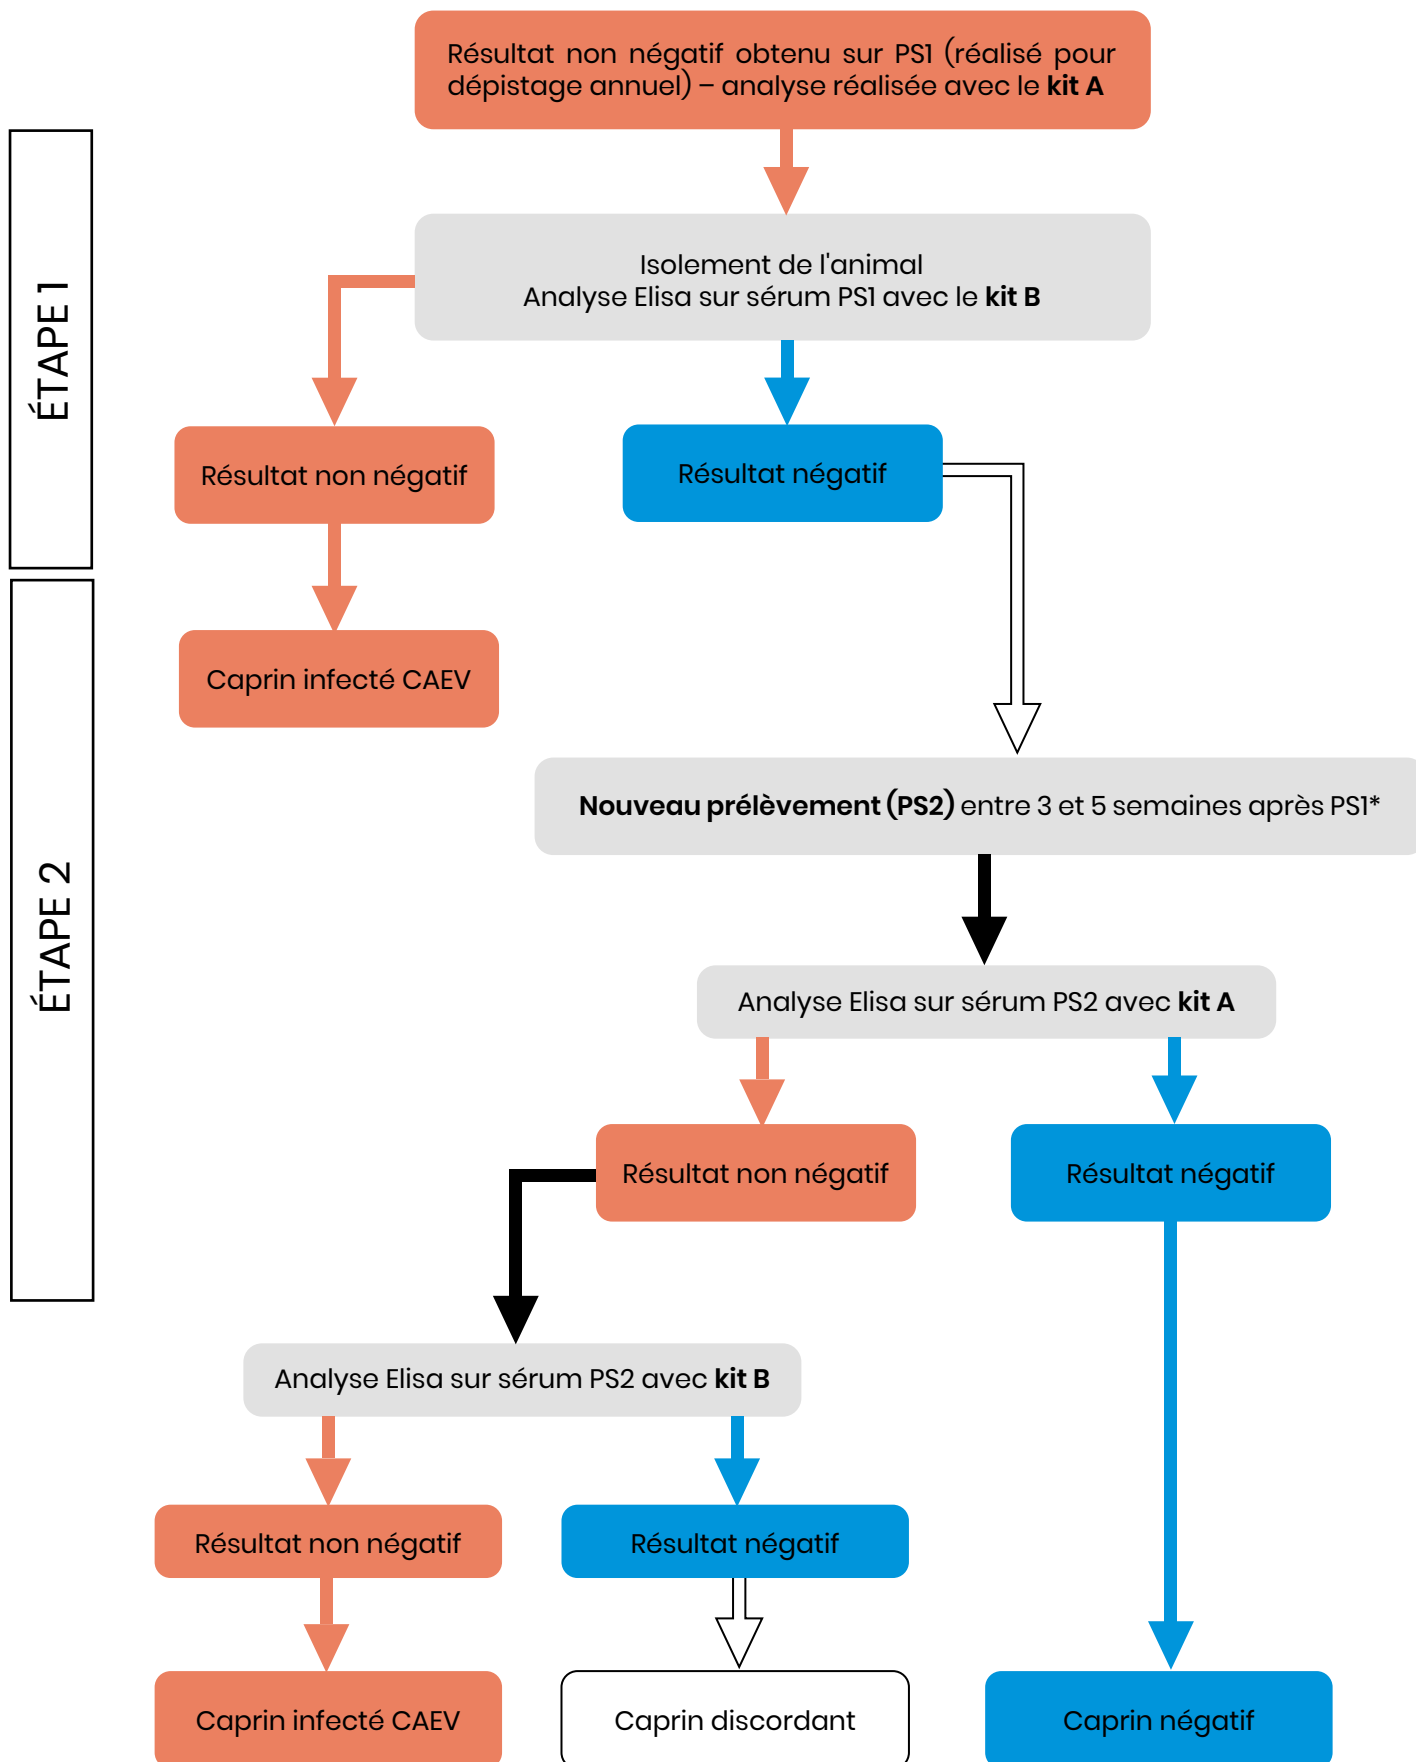 Résultat non négatif obtenu sur PS1 (réalisé pour
dépistage annuel) – analyse réalisée avec le kit A
ÉTAPE 1
Isolement de l'animal
Analyse Elisa sur sérum PS1 avec le kit B
Résultat non négatif
Résultat négatif
Caprin infecté CAEV
ÉTAPE 2
Nouveau prélèvement (PS2) entre 3 et 5 semaines après PS1*
Analyse Elisa sur sérum PS2 avec kit A
Résultat non négatif
Résultat négatif
Analyse Elisa sur sérum PS2 avec kit B
Résultat non négatif
Résultat négatif
Caprin infecté CAEV
Caprin discordant
Caprin négatif